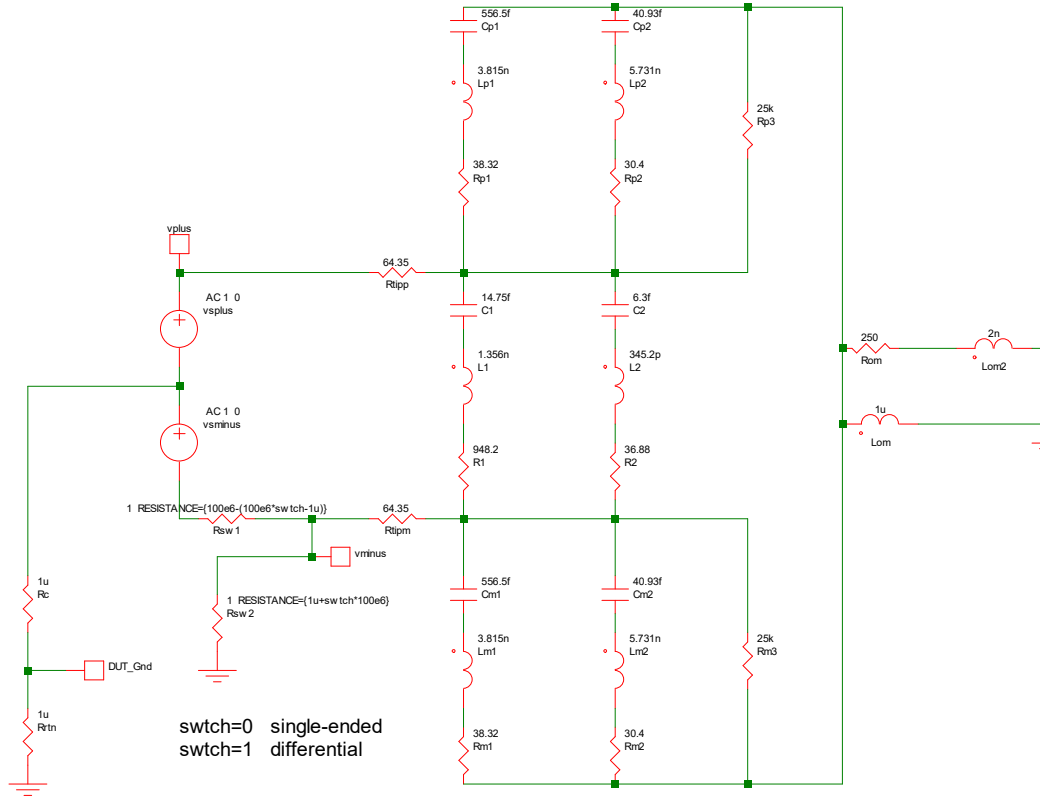 556.5f
Cp1
40.93f
Cp2
3.815n
Lp1
5.731n
Lp2
25k
Rp3
38.32
Rp1
30.4
Rp2
vplus
64.35
Rtipp
AC 1 0
vsplus
14.75f
C1
6.3f
C2
250
Rom
2n
Lom2
1.356n
L1
345.2p
L2
AC 1 0
vsminus
1u
Lom
948.2
R1
36.88
R2
1 RESISTANCE={100e6-(100e6*swtch-1u)}
Rsw1
64.35
Rtipm
vminus
1u
Rc
1 RESISTANCE={1u+swtch*100e6}
Rsw2
556.5f
Cm1
40.93f
Cm2
3.815n
Lm1
5.731n
Lm2
25k
Rm3
DUT_Gnd
1u
Rrtn
38.32
Rm1
30.4
Rm2
swtch=0 single-ended
swtch=1 differential